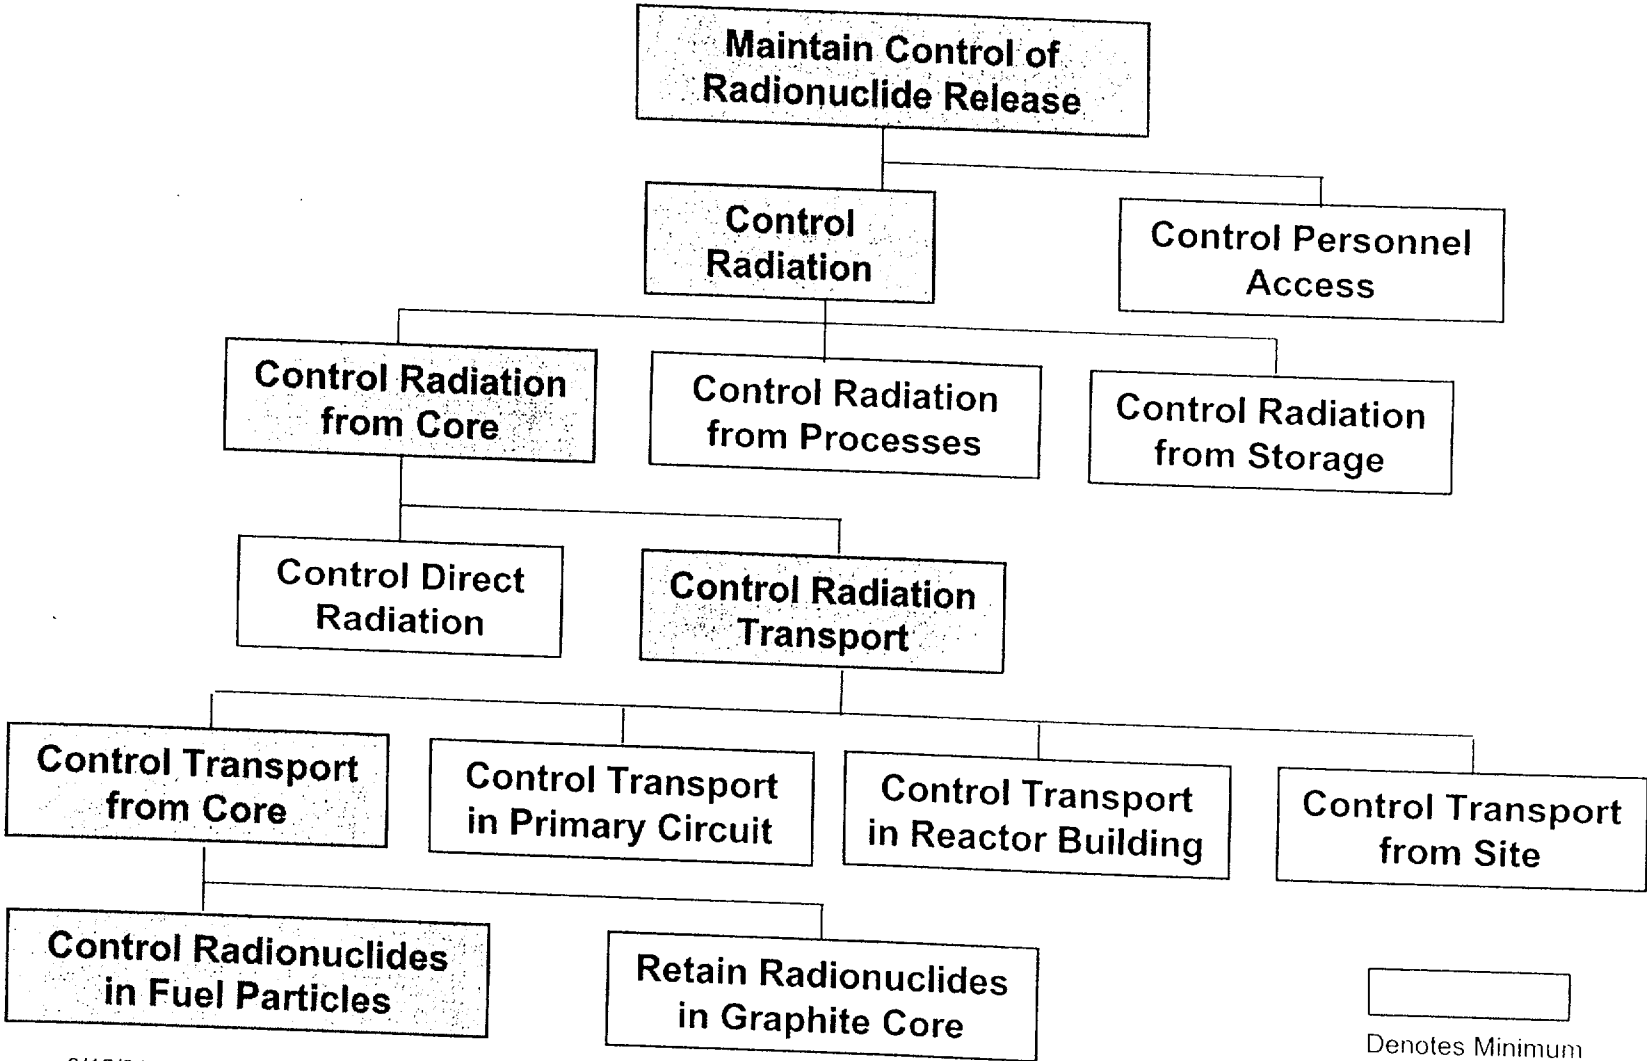 Maintain Control of
Radionuclide Release
Control
Radiation
Control Personnel
Access
Control Radiation
from Core
Control Radiation
from Processes
Control Radiation
from Storage
Control Direct
Radiation
Control Radiation
Transport
Control Transport
from Core
Control Transport
in Primary Circuit
Control Transport
in Reactor Building
Control Transport
from Site
Control Radionuclides
in Fuel Particles
Retain Radionuclides
in Graphite Core
Denotes Minimum